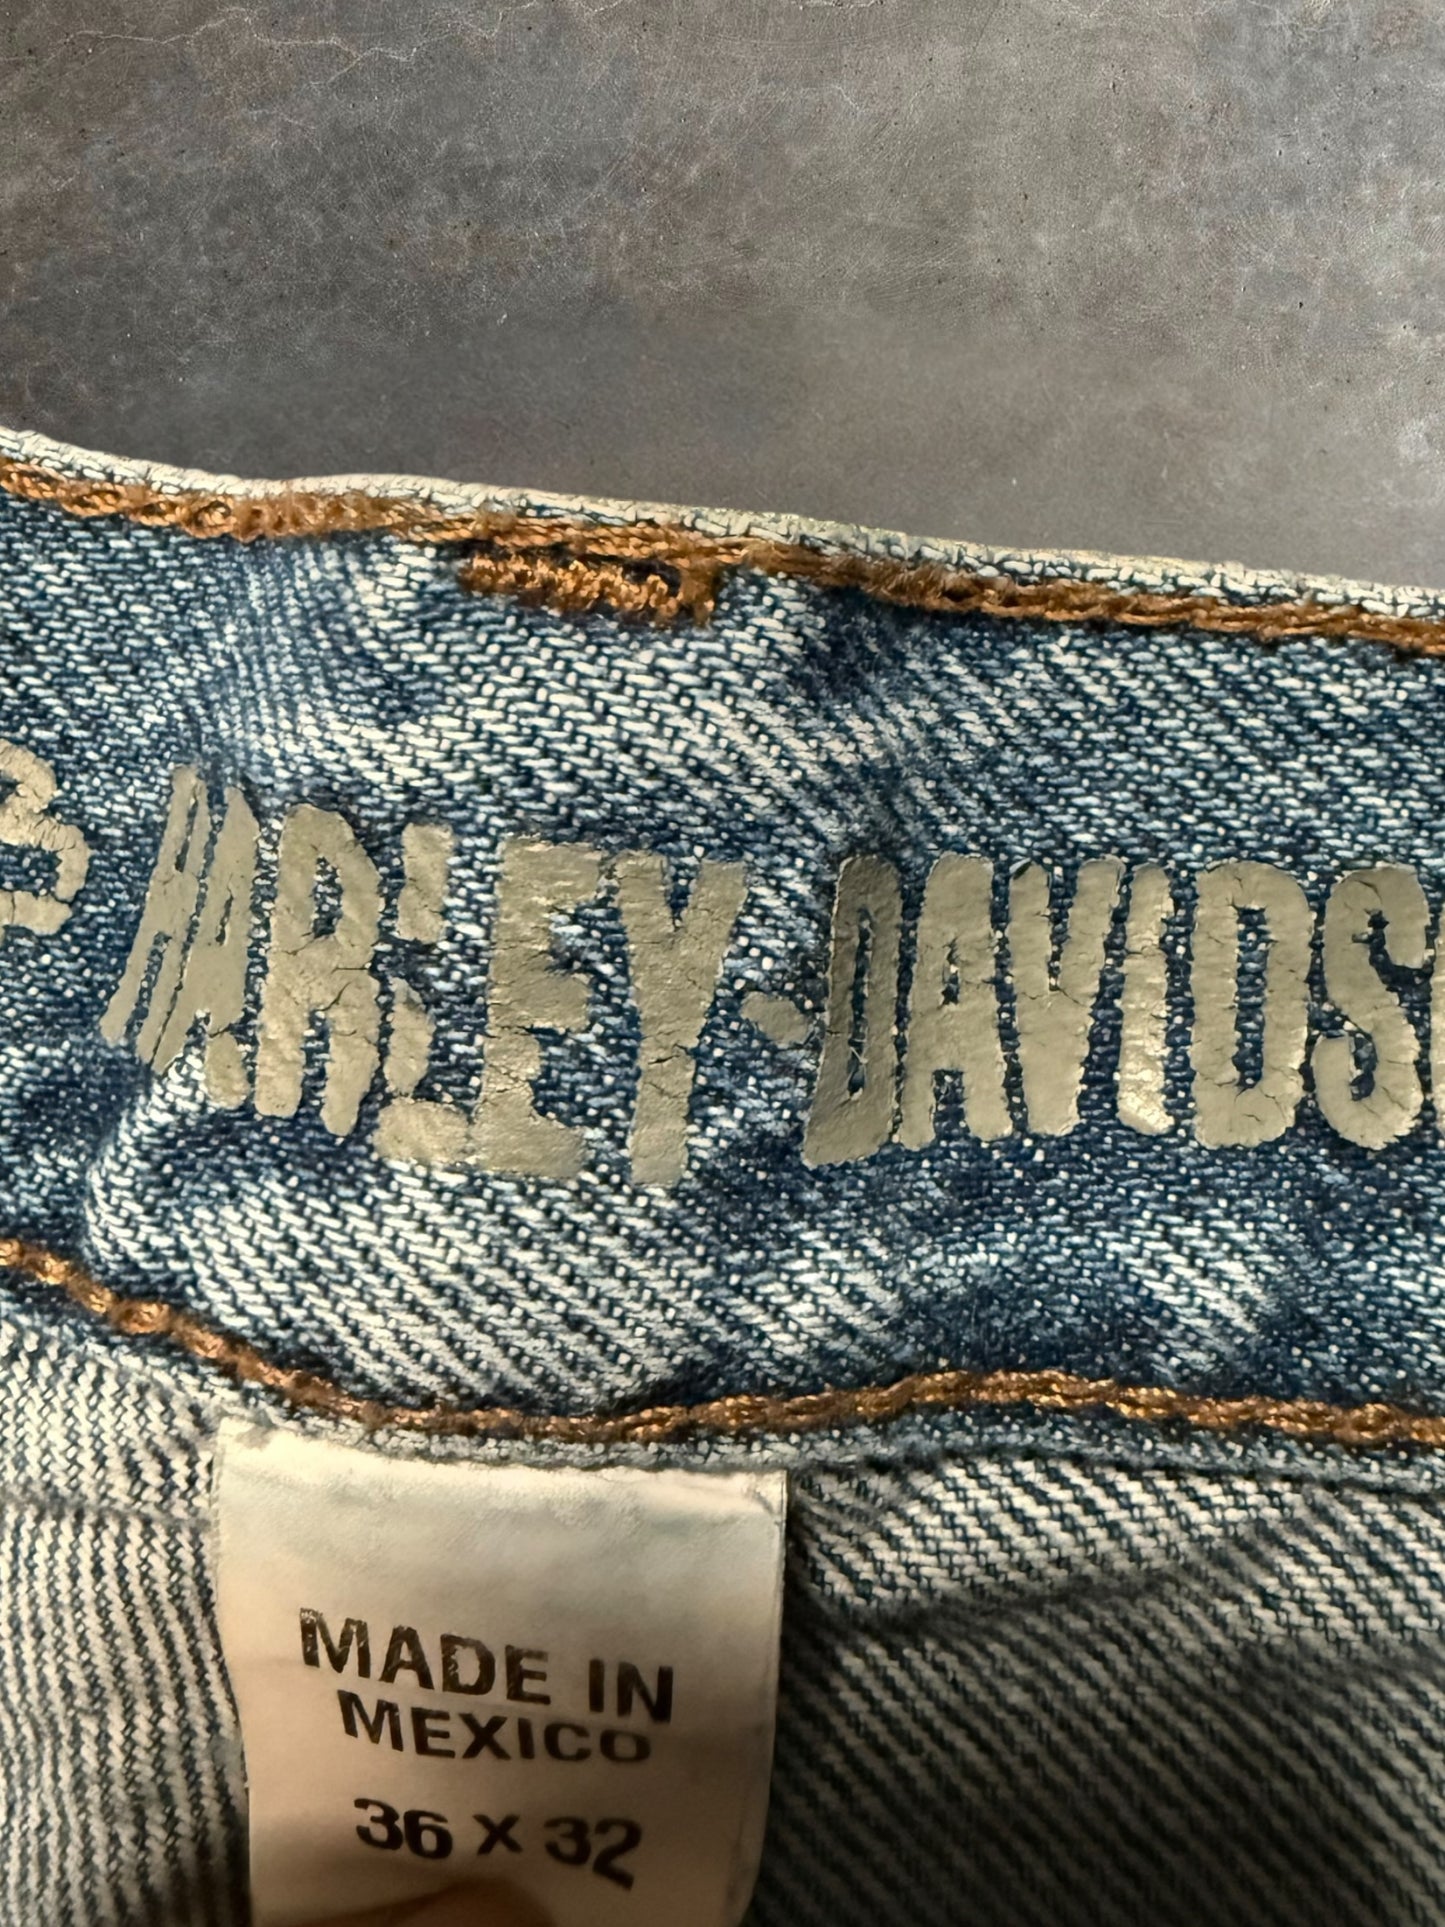 HARLEY-DAVIDS
MADE IN
MEXICO
36 X 32